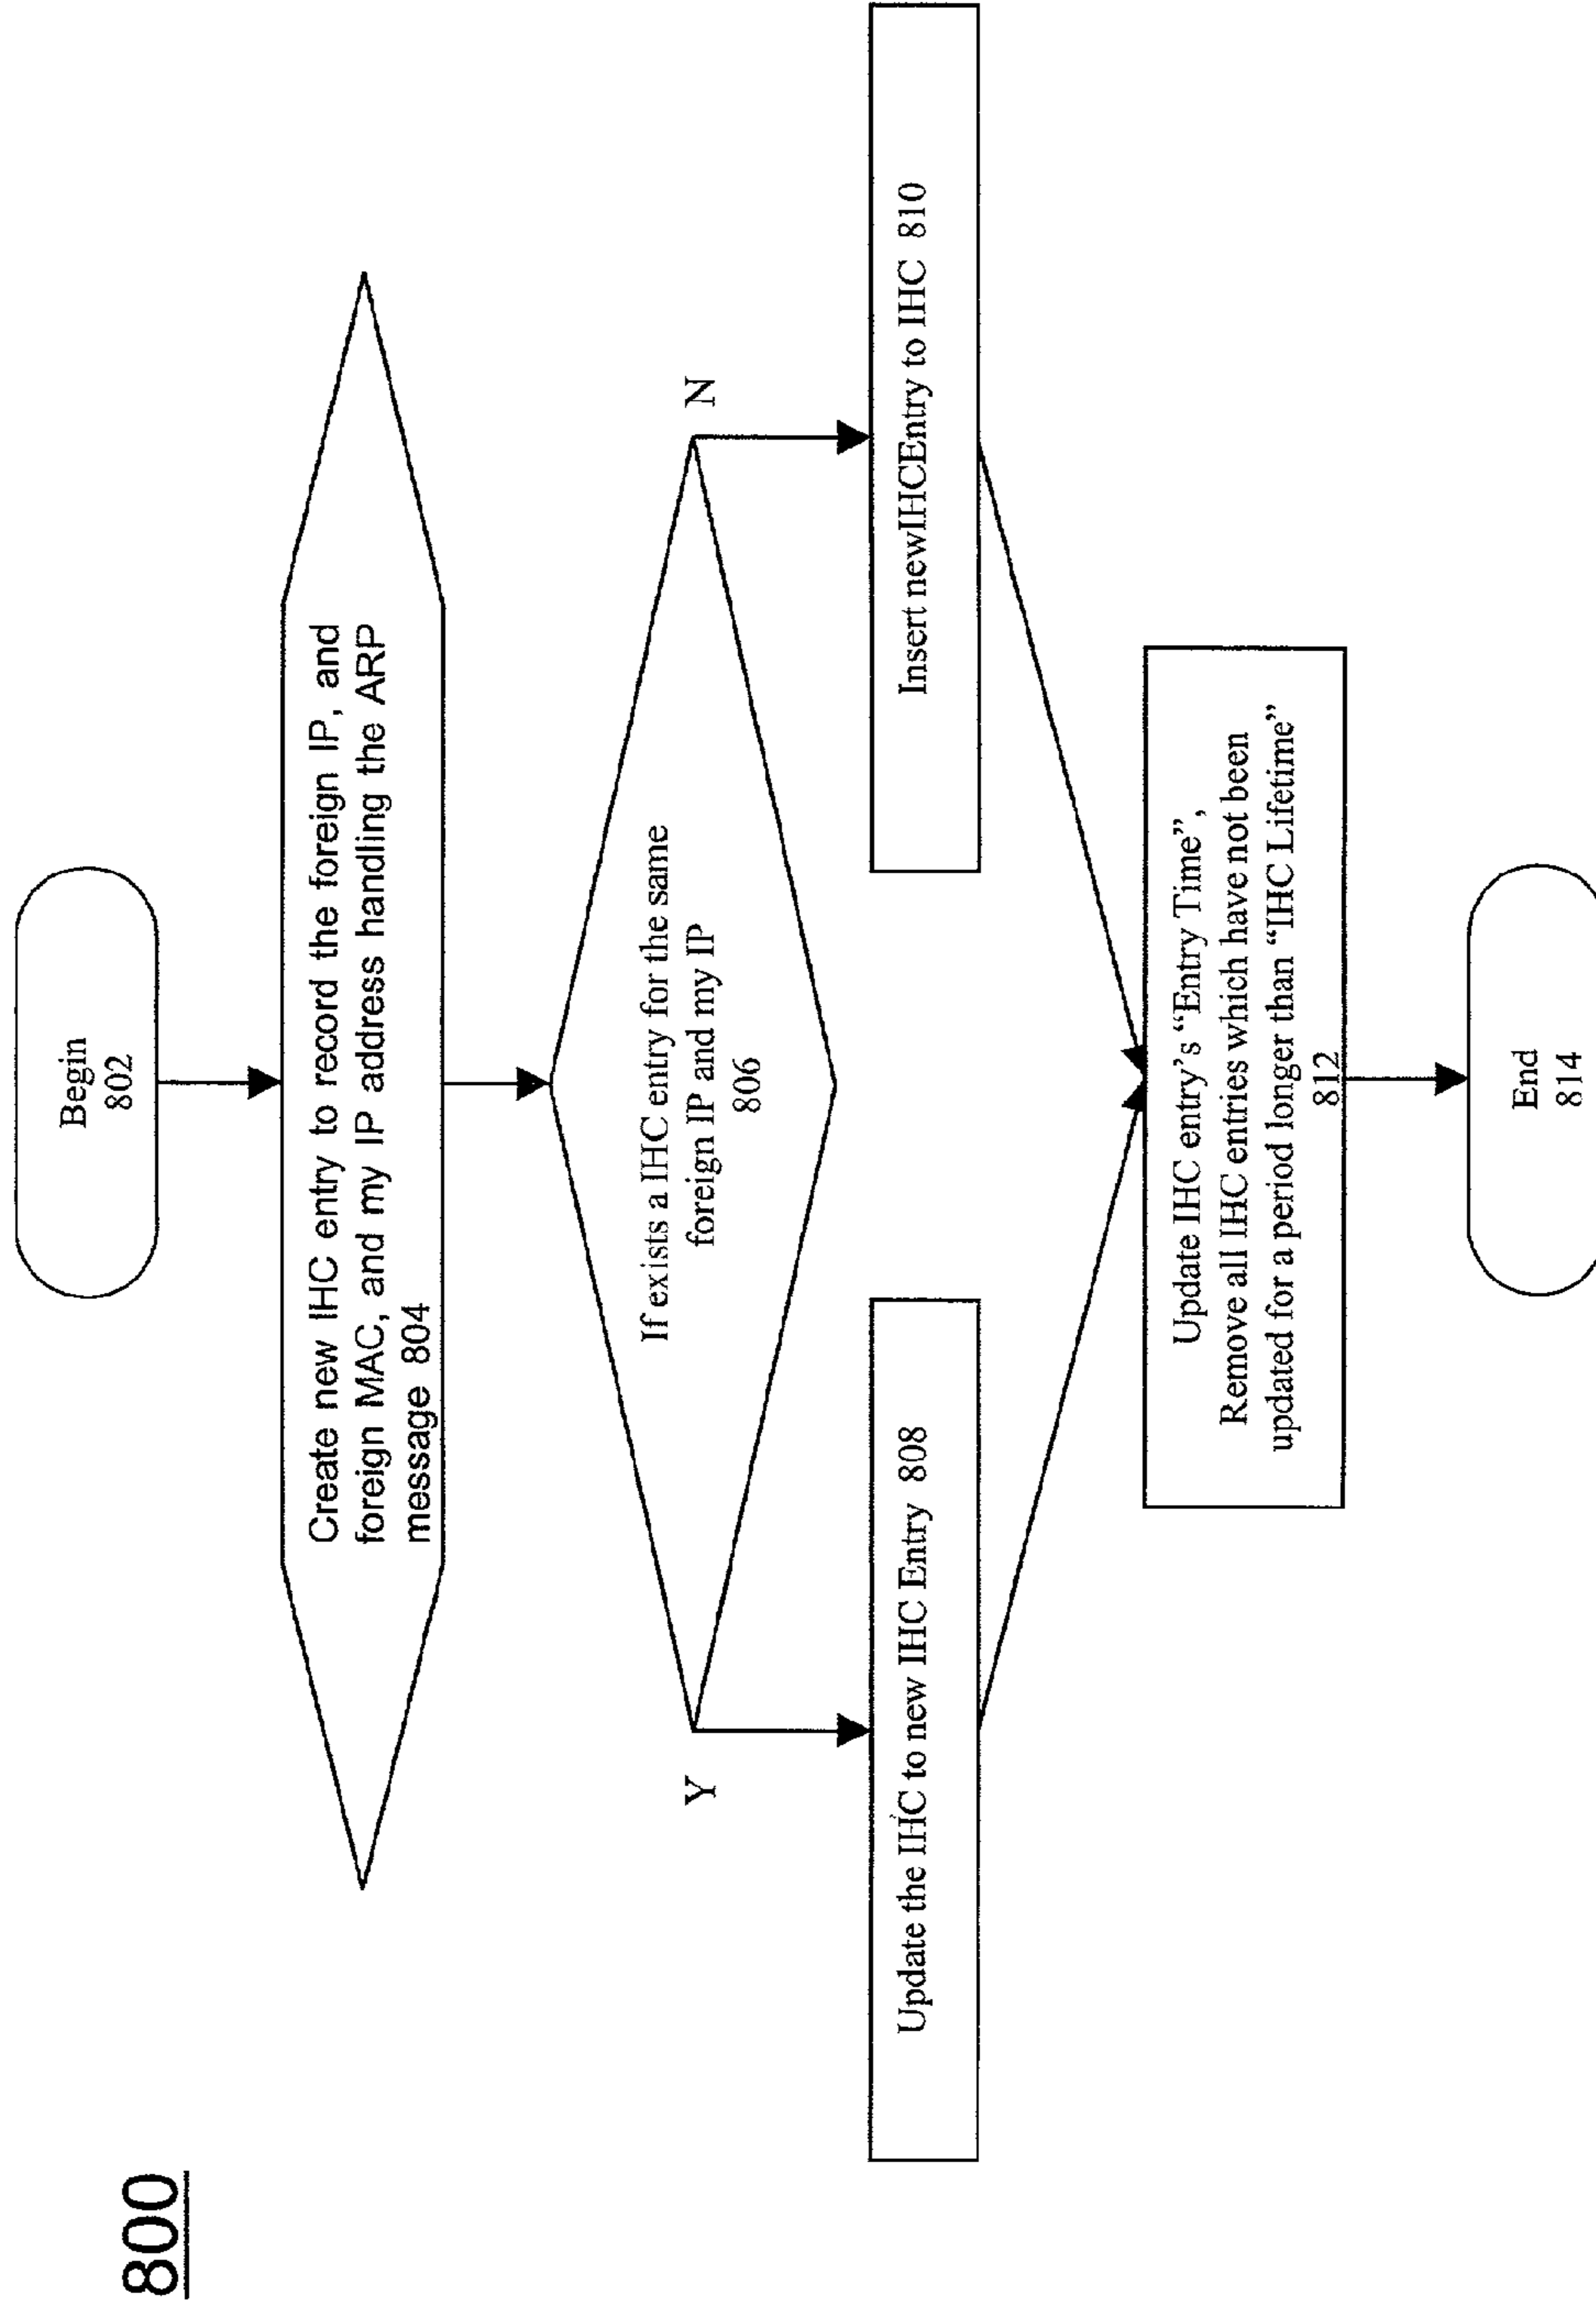 800
Begin
802
Create new IHC entry to record the foreign IP, and
foreign MAC, and my IP address handling the ARP
message 804
If exists a IHC entry for the same
foreign IP and my IP
806
Y
N
Update the IHC to new IHC Entry 808
Insert newIHCEntry to IHC 810
Update IHC entry's “Entry Time”,
Remove all IHC entries which have not been
updated for a period longer than “IHC Lifetime”
812
End
814